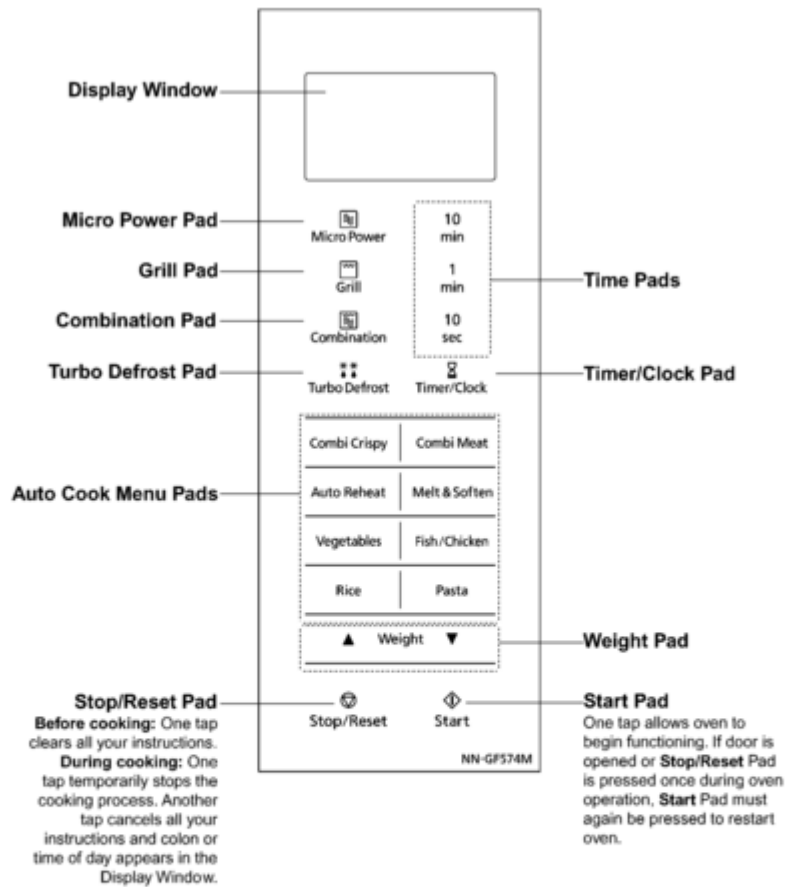 Display Window
Micro Power Pad
Micro Power
10
min
Grill Pad
Grill
1
min
Time Pads
Combination Pad
Combination
10
sec
Turbo Defrost Pad
Turbo Defrost
Timer/Clock
Timer/Clock Pad
Combi Crispy
Combi Meat
Auto Cook Menu Pads
Auto Reheat
Melt & Soften
Vegetables
Fish/Chicken
Rice
Pasta
Weight
Weight Pad
Stop/Reset Pad
Before cooking: One tap
clears all your instructions.
During cooking: One
tap temporarily stops the
cooking process. Another
tap cancels all your
instructions and colon or
time of day appears in the
Display Window.
Stop/Reset
Start
NN-GF574M
Start Pad
One tap allows oven to
begin functioning. If door is
opened or Stop/Reset Pad
is pressed once during oven
operation, Start Pad must
again be pressed to restart
oven.